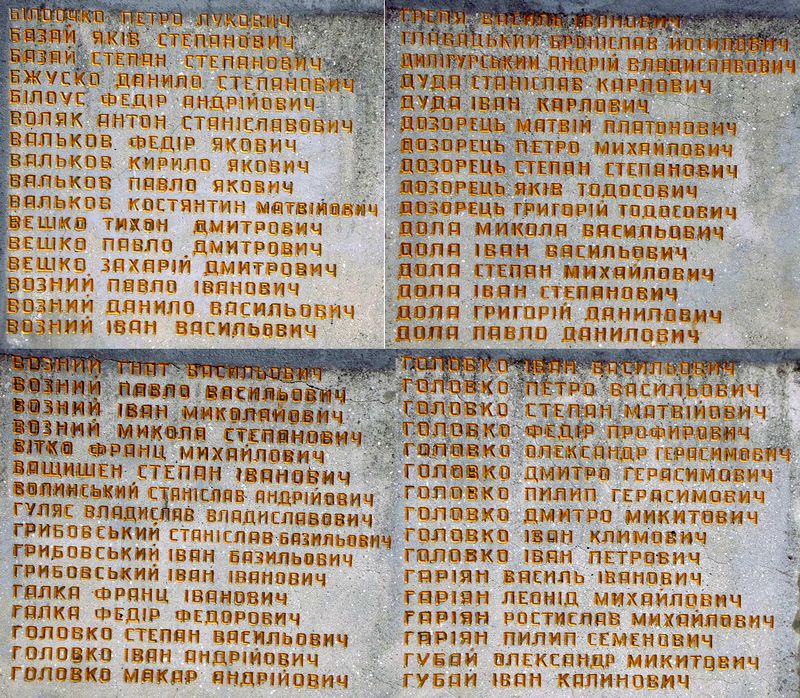 БІЛОЧКО ПЕТРО ЛУКОВИЧ
БАЗАЙ ЯКІВ СТЕПАНОВИЧ
БАЗАЙ СТЕПАН СТЕПАНОВИЧ
БЖУСКО ДАНИЛО СТЕПАНОВИЧ
БІЛОУС ФЕДІР АНДРІЙОВИЧ
ВОЛЯК АНТОН СТАНІСЛАВОВИЧ
ВАЛЬКОВ ФЕДІР ЯКОВИЧ
ВАЛЬКОВ КИРИЛО ЯКОВИЧ
ВАЛЬКОВ ПАВЛО ЯКОВИЧ
ВАЛЬКОВ КОСТЯНТИН МАТВІЙОВИЧ
ВЕШКО ТИХОН ДМИТРОВИЧ
ВЕШКО ПАВЛО ДМИТРОВИЧ
ВЕШКО ЗАХАРІЙ ДМИТРОВИЧ
ВОЗНИЙ ПАВЛО ІВАНОВИЧ
ВОЗНИЙ ДАНИЛО ВАСИЛЬОВИЧ
ВОЗНИЙ ІВАН ВАСИЛЬОВИЧ
ВАСИЛЬ ІВАНОВИЧ
ГЛАВАЦЬКИЙ БРОНІСЛАВ ЙОСИПОВИЧ
ДИЛІГУРСЬКИЙ АНДРІЙ ВЛАДИСЛАВОВИЧ
ДУДА СТАНІСЛАВ КАРЛОВИЧ
ДУДА ІВАН КАРЛОВИЧ
ДОЗОРЕЦЬ МАТВІЙ ПЛАТОНОВИЧ
ДОЗОРЕЦЬ ПЕТРО МИХАЙЛОВИЧ
ДОЗОРЕЦЬ СТЕПАН СТЕПАНОВИЧ
ДОЗОРЕЦЬ ЯКІВ ТОДОСОВИЧ
ДОЗОРЕЦЬ ГРИГОРІЙ ТОДОСОВИЧ
ДОЛА МИКОЛА ВАСИЛЬОВИЧ
ДОЛА ІВАН ВАСИЛЬОВИЧ
ДОЛА СТЕПАН МИХАЙЛОВИЧ
ДОЛА ІВАН СТЕПАНОВИЧ
ДОЛА ГРИГОРІЙ ДАНИЛОВИЧ
ДОЛА ПАВЛО ДАНИЛОВИЧ
ВОЗНИЙ ГНАТ ВАСИЛЬОВИЧ
ВОЗНИЙ ПАВЛО ВАСИЛЬОВИЧ
ВОЗНИЙ ІВАН МИКОЛАЙОВИЧ
ВОЗНИЙ МИКОЛА СТЕПАНОВИЧ
ВІТКО ФРАНЦ МИХАЙЛОВИЧ
ВАЩИШЕН СТЕПАН ІВАНОВИЧ
ВОЛИНСЬКИЙ СТАНІСЛАВ АНДРІЙОВИЧ
ГУЛЯС ВЛАДИСЛАВ ВЛАДИСЛАВОВИЧ
ГРИБОВСЬКИЙ СТАНІСЛАВ БАЗИЛЬОВИЧ
ГРИБОВСЬКИЙ ІВАН БАЗИЛЬОВИЧ
ГРИБОВСЬКИЙ ІВАН ІВАНОВИЧ
ГАЛКА ФРАНЦ ІВАНОВИЧ
ГАЛКА ФЕДІР ФЕДОРОВИЧ
ГОЛОВКО СТЕПАН ВАСИЛЬОВИЧ
ГОЛОВКО ІВАН АНДРІЙОВИЧ
ГОЛОВКО МАКАР АНДРІЙОВИЧ
ГОЛОВКО ІВАН ВАСИЛЬОВИЧ
ГОЛОВКО ПЕТРО ВАСИЛЬОВИЧ
ГОЛОВКО СТЕПАН МАТВІЙОВИЧ
ГОЛОВКО ФЕДІР ПРОФИРОВИЧ
ГОЛОВКО ОЛЕКСАНДР ГЕРАСИМОВИЧ
ГОЛОВКО ДМИТРО ГЕРАСИМОВИЧ
ГОЛОВКО ПИЛИП ГЕРАСИМОВИЧ
ГОЛОВКО ДМИТРО МИКИТОВИЧ
ГОЛОВКО ІВАН КЛИМОВИЧ
ГОЛОВКО ІВАН ПЕТРОВИЧ
ГАРІЯН ВАСИЛЬ ІВАНОВИЧ
ГАРІЯН ЛЕОНІД МИХАЙЛОВИЧ
ГАРІЯН РОСТИСЛАВ МИХАЙЛОВИЧ
ГАРІЯН ПИЛИП СЕМЕНОВИЧ
ГУБАЙ ОЛЕКСАНДР МИКИТОВИЧ
ГУБАЙ ІВАН КАЛИНОВИЧ